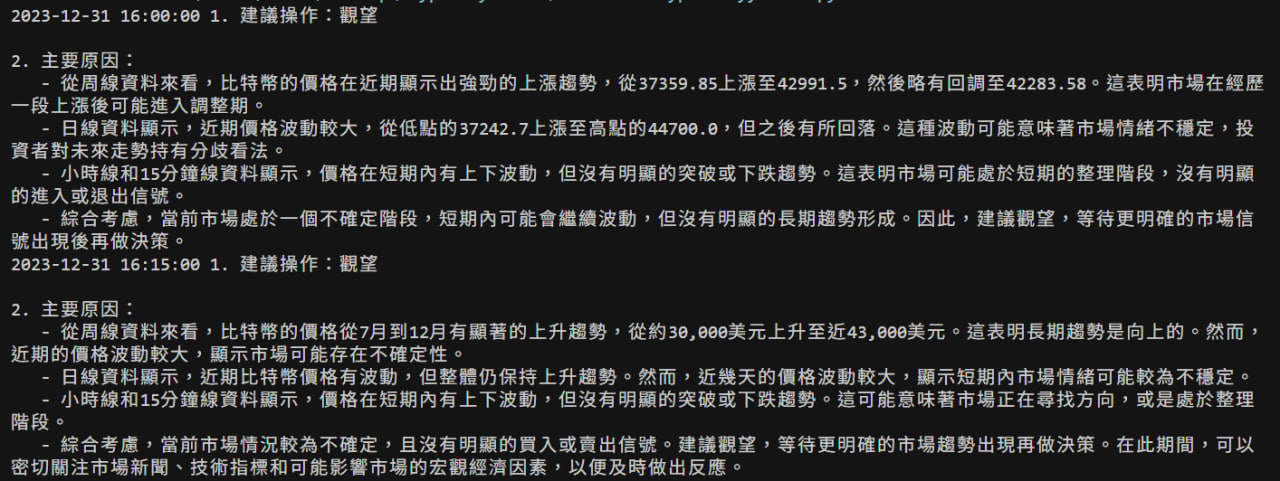 2023-12-31 16:00:00 1. 建議操作：觀望
2. 主要原因：
- 從周線資料來看，比特幣的價格在近期顯示出強勁的上漲趨勢，從37359.85上漲至42991.5，然後略有回調至42283.58。這表明市場在經歷
一段上漲後可能進入調整期。
- 日線資料顯示，近期價格波動較大，從低點的37242.7上漲至高點的44700.0，但之後有所回落。這種波動可能意味著市場情緒不穩定，投
資者對未來走勢持有分歧看法。
- 小時線和15分鐘線資料顯示，價格在短期內有上下波動，但沒有明顯的突破或下跌趨勢。這表明市場可能處於短期的整理階段，沒有明顯
的進入或退出信號。
- 綜合考慮，當前市場處於一個不確定階段，短期內可能會繼續波動，但沒有明顯的長期趨勢形成。因此，建議觀望，等待更明確的市場信
號出現後再做決策。
2023-12-31 16:15:00 1. 建議操作：觀望
2. 主要原因：
- 從周線資料來看，比特幣的價格從7月到12月有顯著的上升趨勢，從約30,000美元上升至近43,000美元。這表明長期趨勢是向上的。然而，
近期的價格波動較大，顯示市場可能存在不確定性。
- 日線資料顯示，近期比特幣價格有波動，但整體仍保持上升趨勢。然而，近幾天的價格波動較大，顯示短期內市場情緒可能較為不穩定。
- 小時線和15分鐘線資料顯示，價格在短期內有上下波動，但沒有明顯的突破或下跌趨勢。這可能意味著市場正在尋找方向，或是處於整理
階段。
- 綜合考慮，當前市場情況較為不確定，且沒有明顯的買入或賣出信號。建議觀望，等待更明確的市場趨勢出現再做決策。在此期間，可以
密切關注市場新聞、技術指標和可能影響市場的宏觀經濟因素，以便及時做出反應。